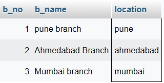 b_no b_name location
1 pune branch pune
2 Ahmedabad Branch ahmedabad
3 Mumbai branch mumbai